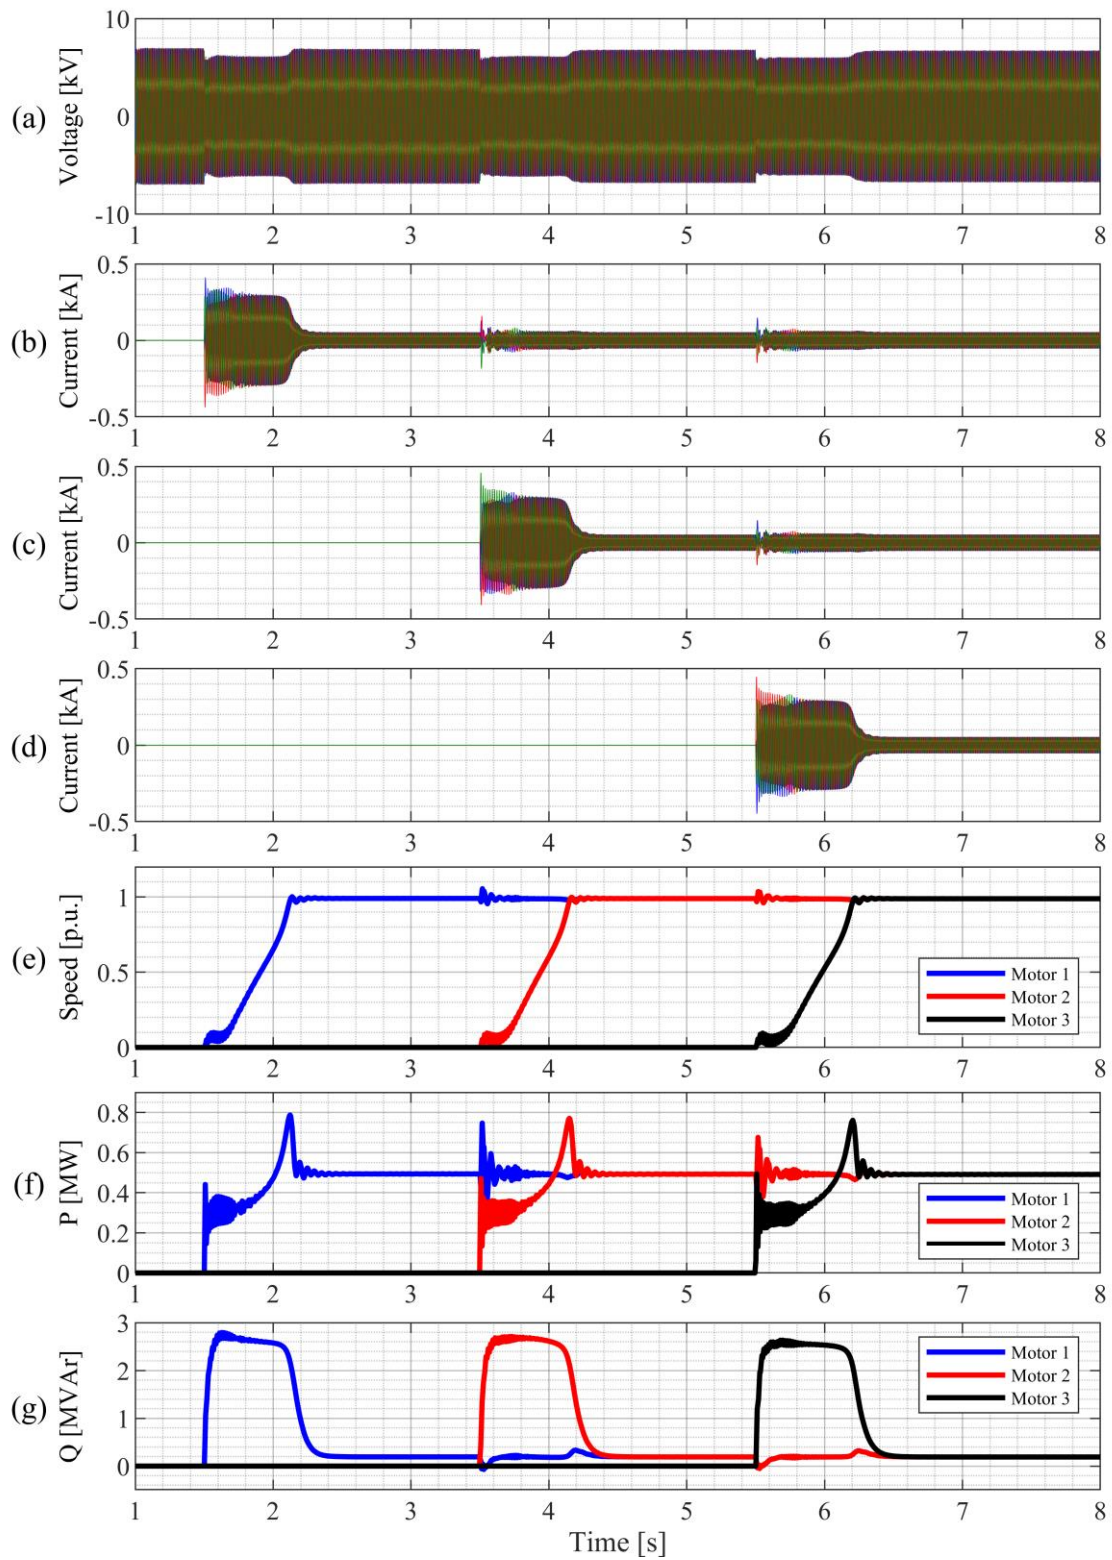 10
0
-10
(a)
Voltage [kV]
1 2 3 4 5 6 7 8
0.5
0
-0.5
(b)
Current [kA]
1 2 3 4 5 6 7 8
0.5
0
-0.5
(c)
Current [kA]
1 2 3 4 5 6 7 8
0.5
0
-0.5
(d)
Current [kA]
1 2 3 4 5 6 7 8
1
0.5
0
(e)
Speed [p.u.]
Motor 1
Motor 2
Motor 3
1 2 3 4 5 6 7 8
0.8
0.6
0.4
0.2
0
(f)
P [MW]
Motor 1
Motor 2
Motor 3
1 2 3 4 5 6 7 8
3
2
1
0
(g)
Q [MVAr]
Motor 1
Motor 2
Motor 3
1 2 3 4 5 6 7 8
Time [s]